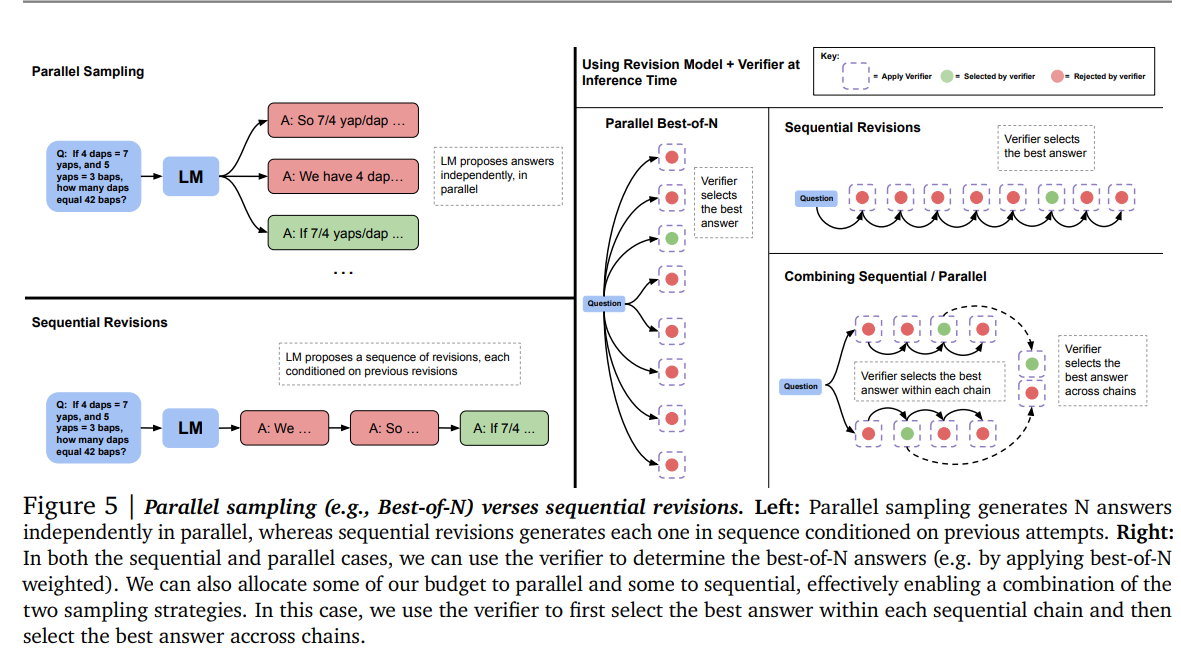 Parallel Sampling
Q: If 4 daps = 7
yaps, and 5
yaps = 3 baps,
how many daps
equal 42 baps?
LM
A: So 7/4 yap/dap ...
A: We have 4 dap...
A: If 7/4 yaps/dap ...
...
LM proposes answers
independently, in
parallel
Sequential Revisions
LM proposes a sequence of revisions, each
conditioned on previous revisions
Q: If 4 daps = 7
yaps, and 5
yaps = 3 baps,
how many daps
equal 42 baps?
LM
A: We ...
A: So ...
A: If 7/4 ...
Using Revision Model + Verifier at
Inference Time
Key:
= Apply Verifier
= Selected by verifier
= Rejected by verifier
Parallel Best-of-N
Question
Verifier
selects
the best
answer
Sequential Revisions
Verifier selects
the best answer
Question
Combining Sequential / Parallel
Question
Verifier selects the best
answer within each chain
Verifier
selects the
best answer
across chains
Figure 5 | Parallel sampling (e.g., Best-of-N) verses sequential revisions. Left: Parallel sampling generates N answers
independently in parallel, whereas sequential revisions generates each one in sequence conditioned on previous attempts. Right:
In both the sequential and parallel cases, we can use the verifier to determine the best-of-N answers (e.g. by applying best-of-N
weighted). We can also allocate some of our budget to parallel and some to sequential, effectively enabling a combination of the
two sampling strategies. In this case, we use the verifier to first select the best answer within each sequential chain and then
select the best answer accross chains.